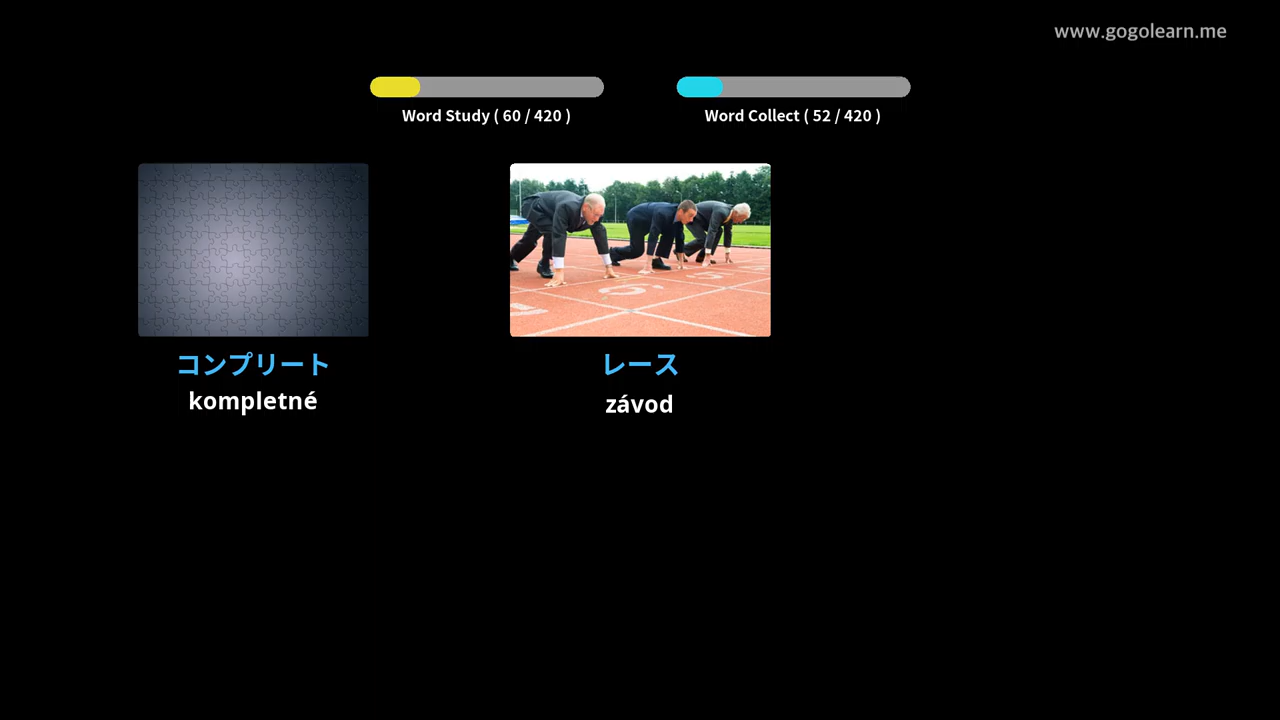 www.gogolearn.me
Word Study ( 60 / 420 )
Word Collect ( 52 / 420 )
コンプリート
kompletné
レース
závod